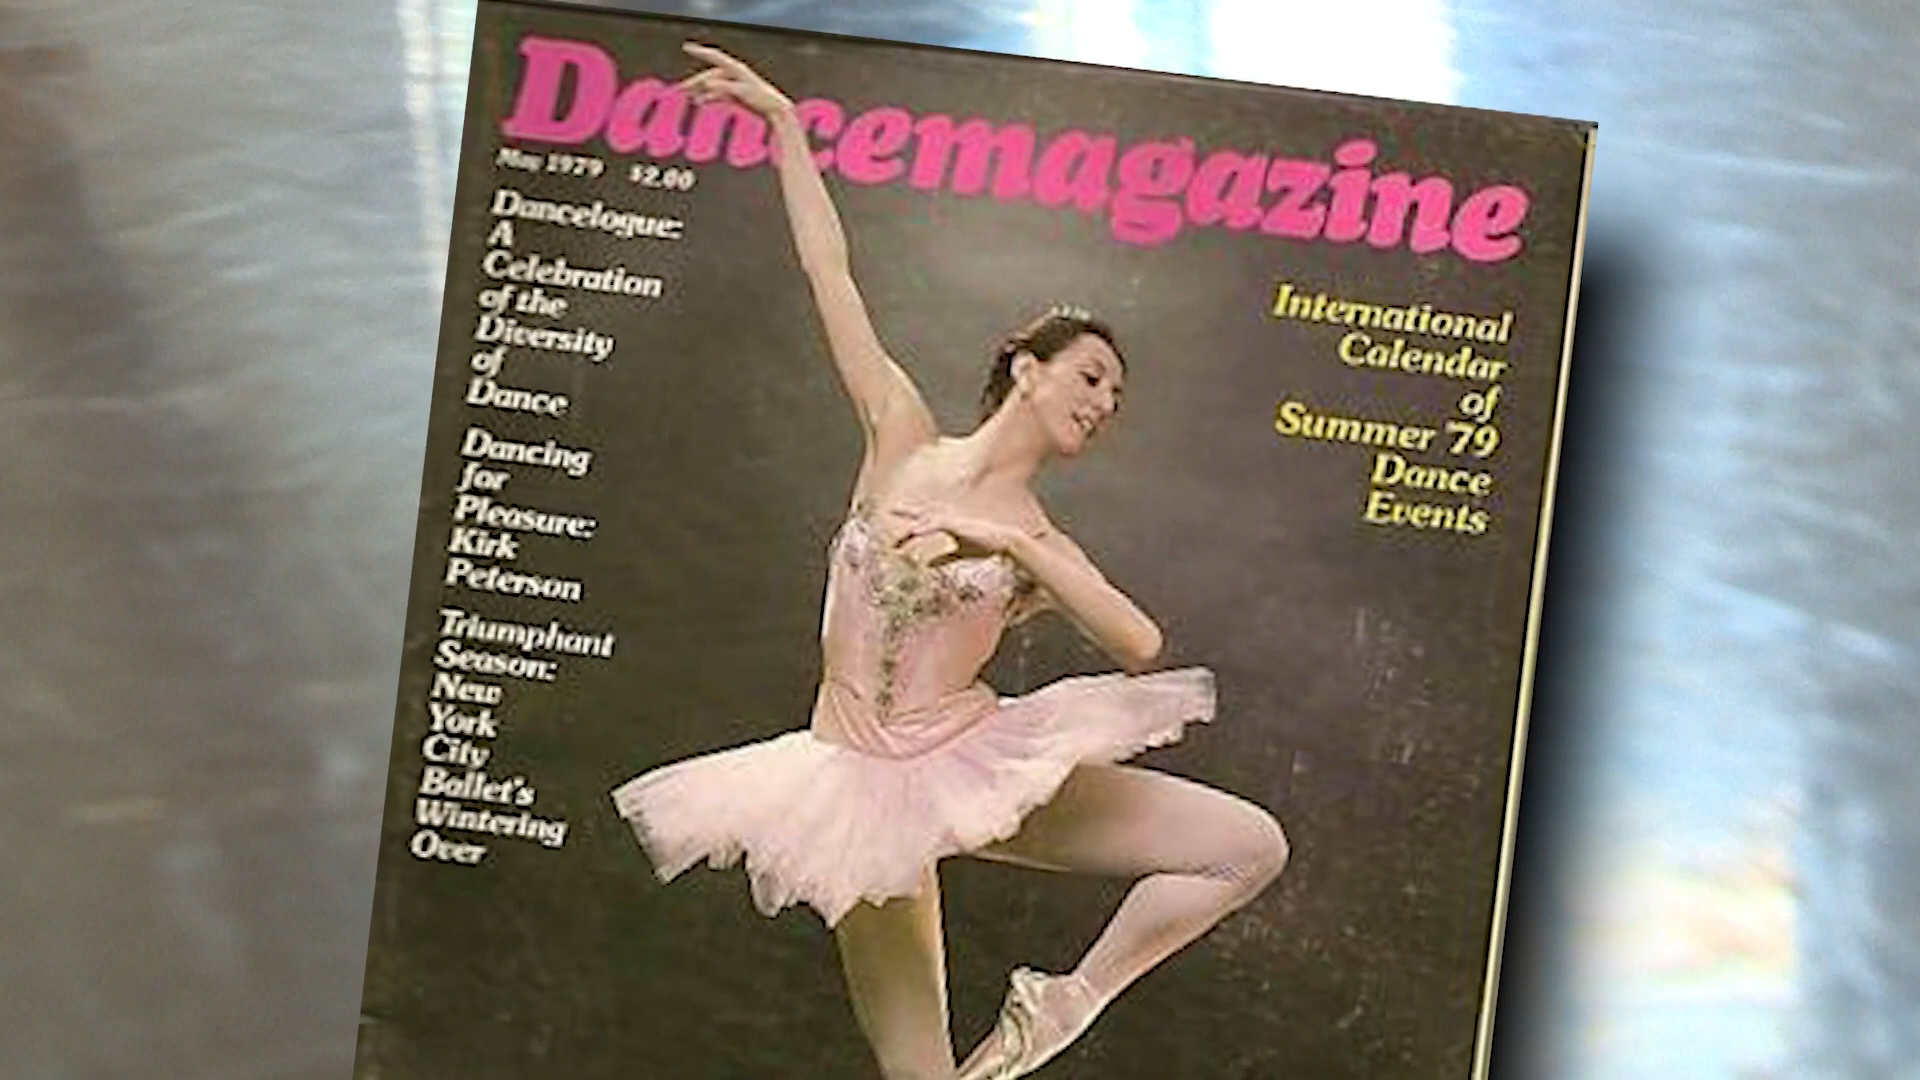 Dancemagazine
May 1979 $2.00
Dancelogue:
A
Celebration
of the
Diversity
of
Dance
Dancing
for
Pleasure:
Kirk
Peterson
Triumphant
Season:
New
York
City
Ballet's
Wintering
Over
International
Calendar
of
Summer '79
Dance
Events